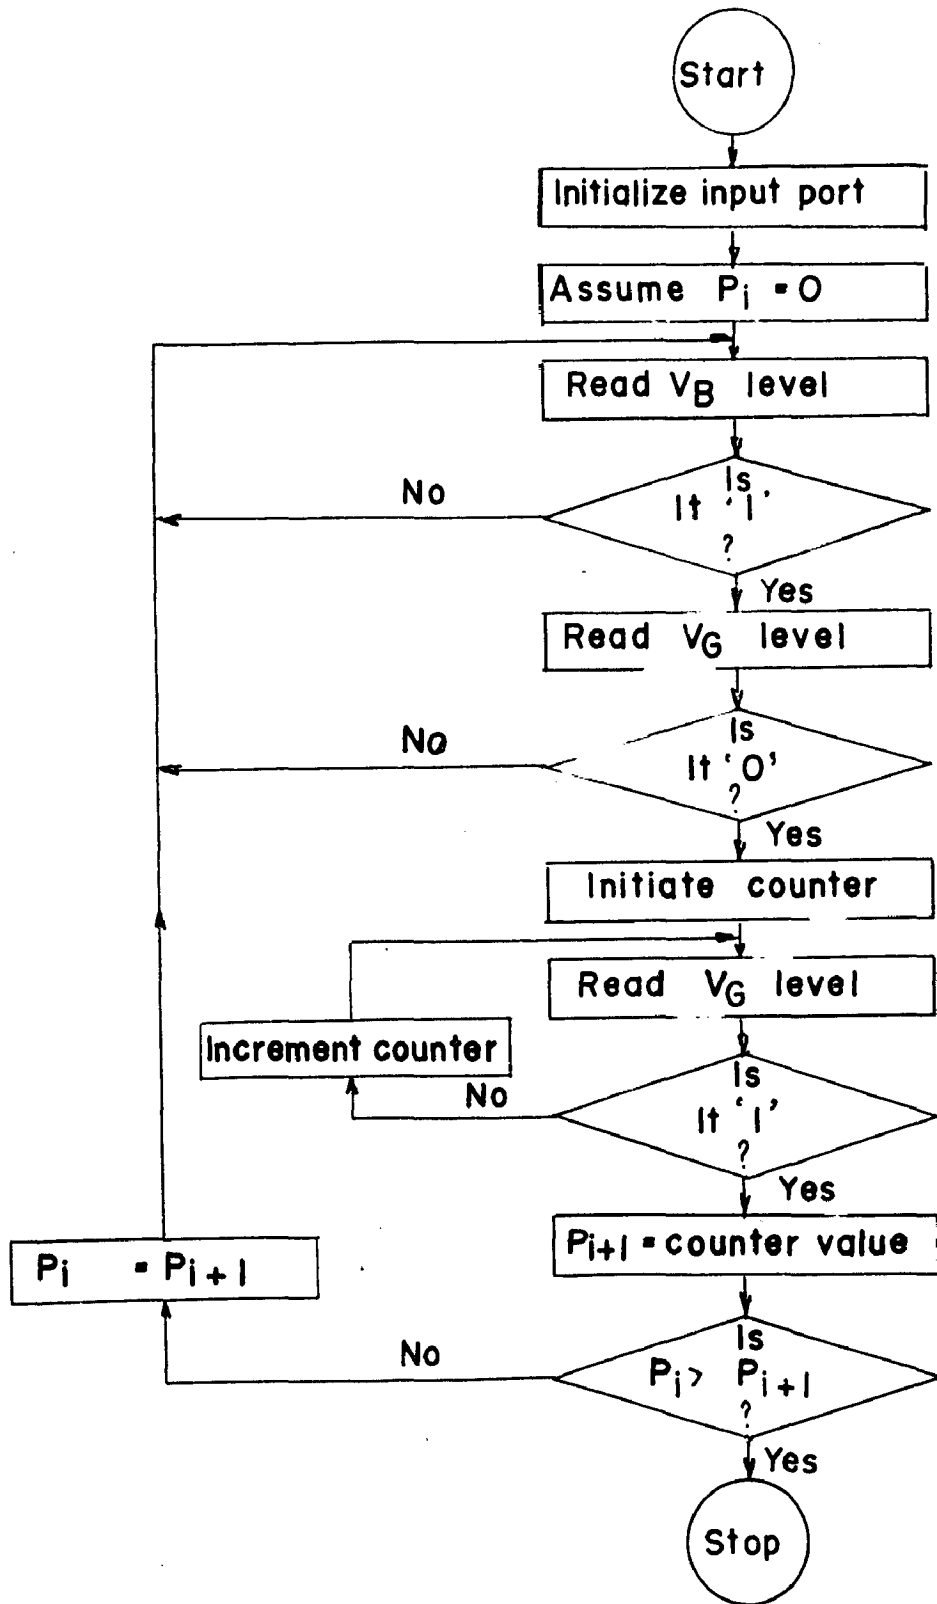 Start
Initialize input port
Assume Pi = 0
Read VB level
Is
It '1'
?
No
Yes
Read VG level
Is
It '0'
?
No
Yes
Initiate counter
Read VG level
Increment counter
Is
It '1'
?
No
Yes
Pi+1 = counter value
Pi = Pi+1
Is
Pi > Pi+1
?
No
Yes
Stop